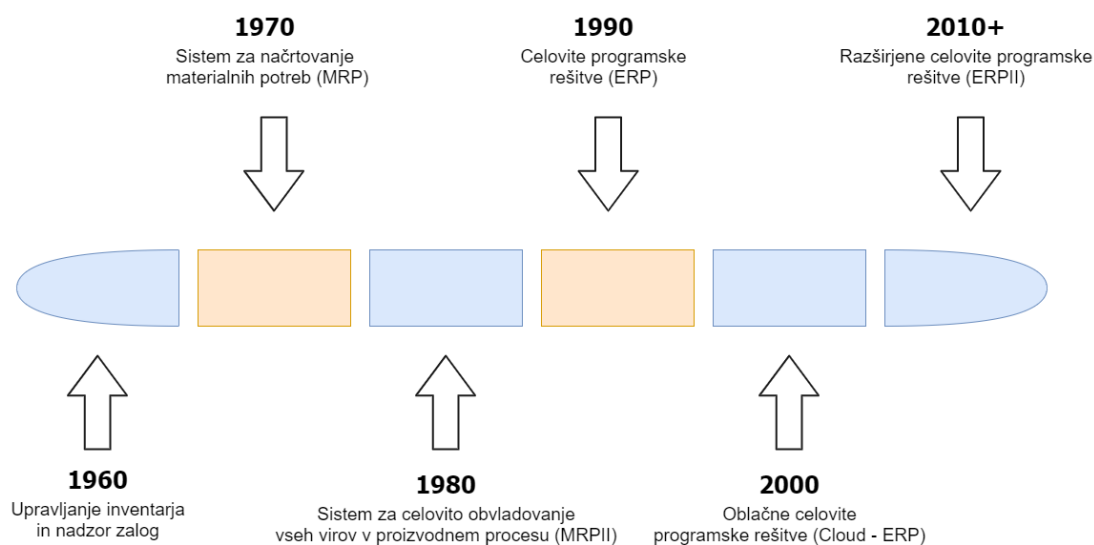 1970
Sistem za načrtovanje
materialnih potreb (MRP)
1990
Celovite programske
rešitve (ERP)
2010+
Razširjene celovite programske
rešitve (ERPII)
1960
Upravljanje inventarja
in nadzor zalog
1980
Sistem za celovito obvladovanje
vseh virov v proizvodnem procesu (MRPII)
2000
Oblačne celovite
programske rešitve (Cloud - ERP)